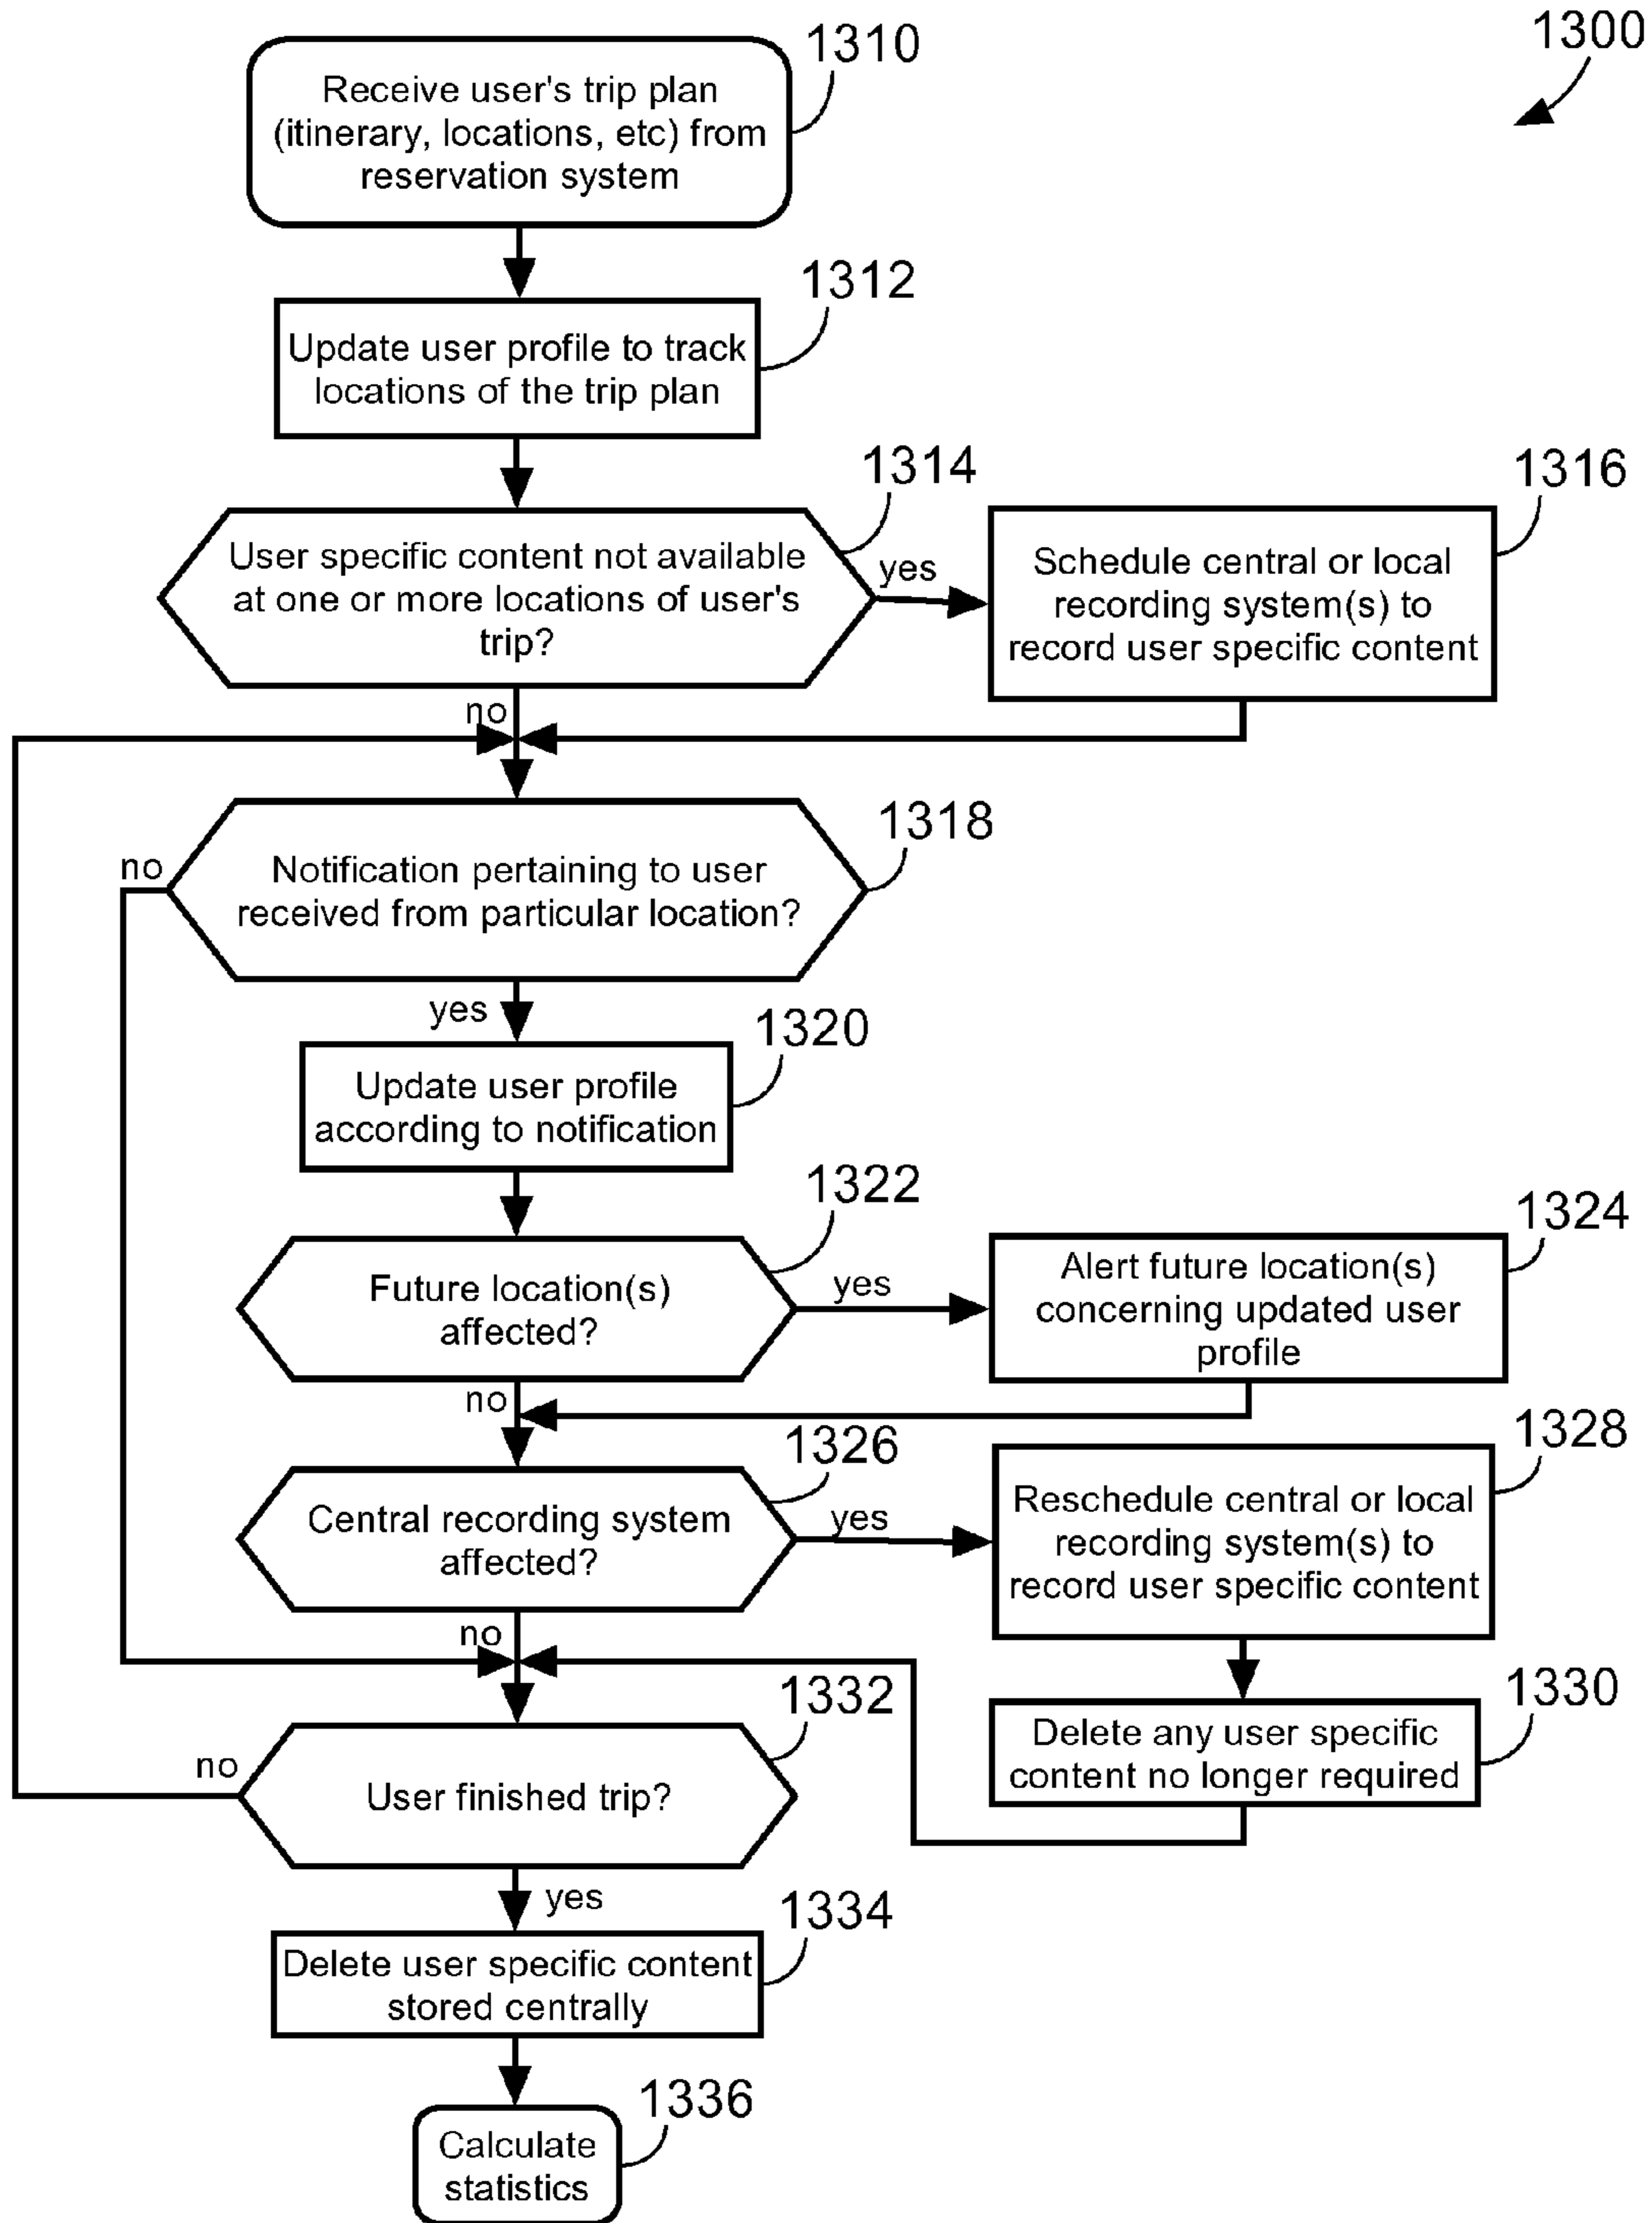 1300
1310
Receive user's trip plan
(itinerary, locations, etc) from
reservation system
1312
Update user profile to track
locations of the trip plan
1314
User specific content not available
at one or more locations of user's
trip?
yes
1316
Schedule central or local
recording system(s) to
record user specific content
no
1318
Notification pertaining to user
received from particular location?
no
yes
1320
Update user profile
according to notification
1322
Future location(s)
affected?
yes
1324
Alert future location(s)
concerning updated user
profile
no
1326
Central recording system
affected?
yes
1328
Reschedule central or local
recording system(s) to
record user specific content
no
1330
Delete any user specific
content no longer required
1332
User finished trip?
no
yes
1334
Delete user specific content
stored centrally
1336
Calculate
statistics